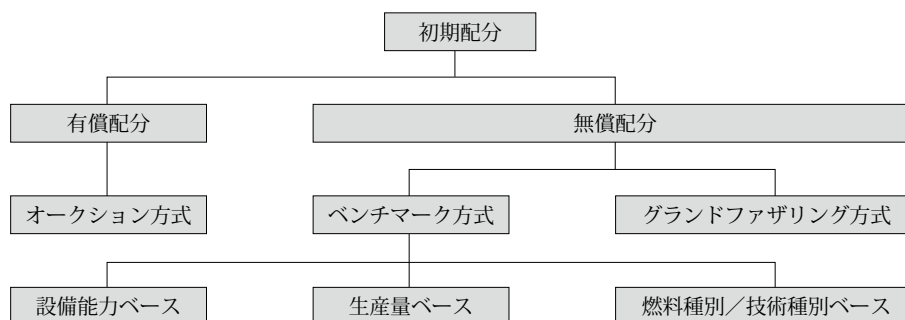 初期配分
有償配分
無償配分
オークション方式
ベンチマーク方式
グランドファザリング方式
設備能力ベース
生産量ベース
燃料種別／技術種別ベース